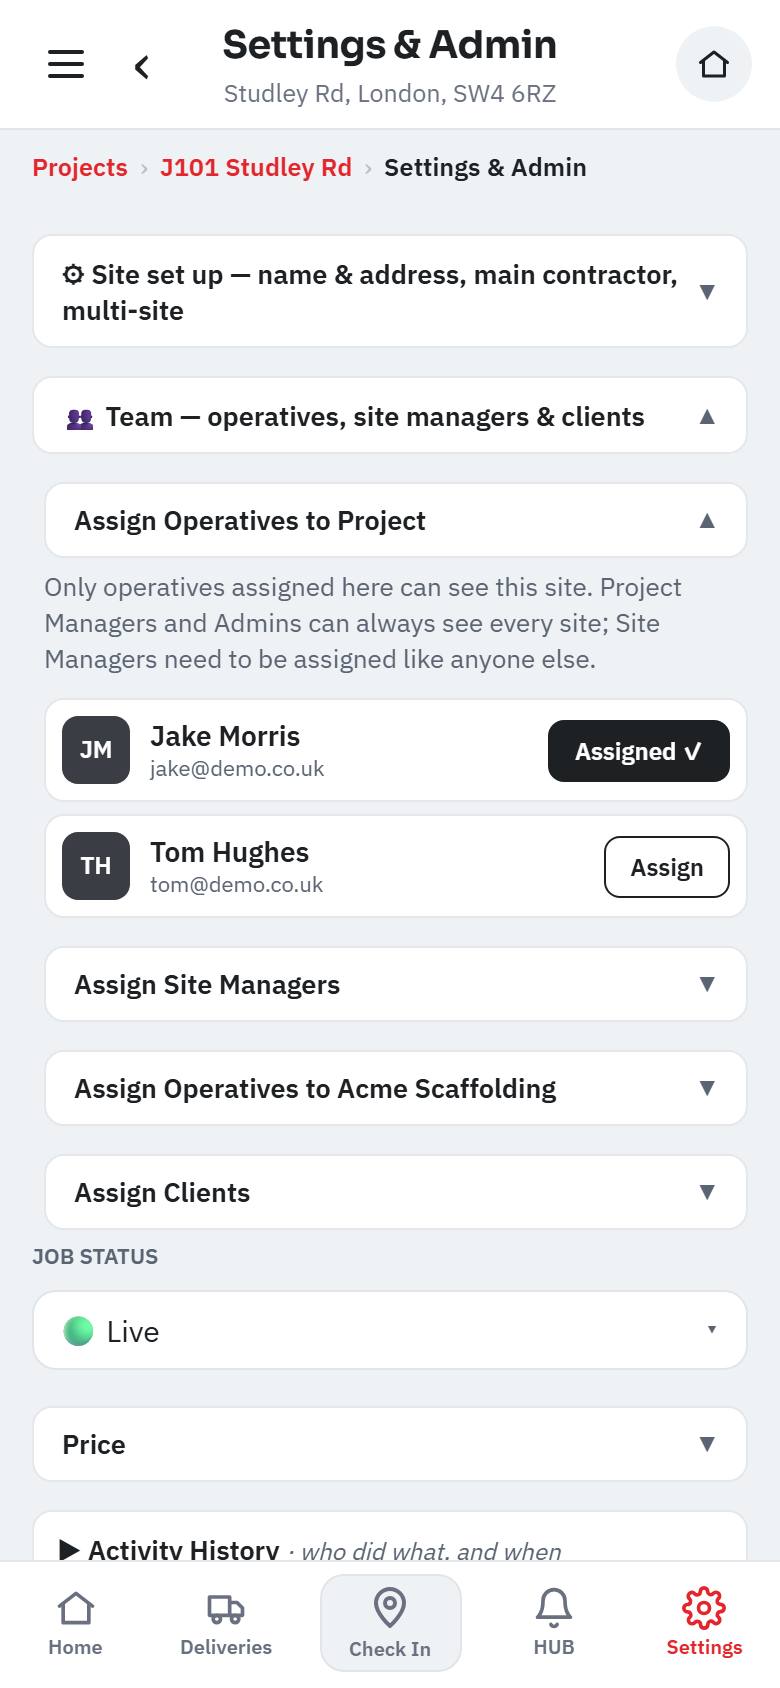 Settings & Admin
Studley Rd, London, SW4 6RZ
Projects › J101 Studley Rd › Settings & Admin
⚙ Site set up — name & address, main contractor, ▼
multi-site
👥 Team — operatives, site managers & clients ▲
Assign Operatives to Project ▲
Only operatives assigned here can see this site. Project
Managers and Admins can always see every site; Site
Managers need to be assigned like anyone else.
JM Jake Morris
jake@demo.co.uk
Assigned ✓
TH Tom Hughes
tom@demo.co.uk
Assign
Assign Site Managers ▼
Assign Operatives to Acme Scaffolding ▼
Assign Clients ▼
JOB STATUS
🟢 Live ▾
Price ▼
▶ Activity History · who did what, and when
Home Deliveries Check In HUB Settings